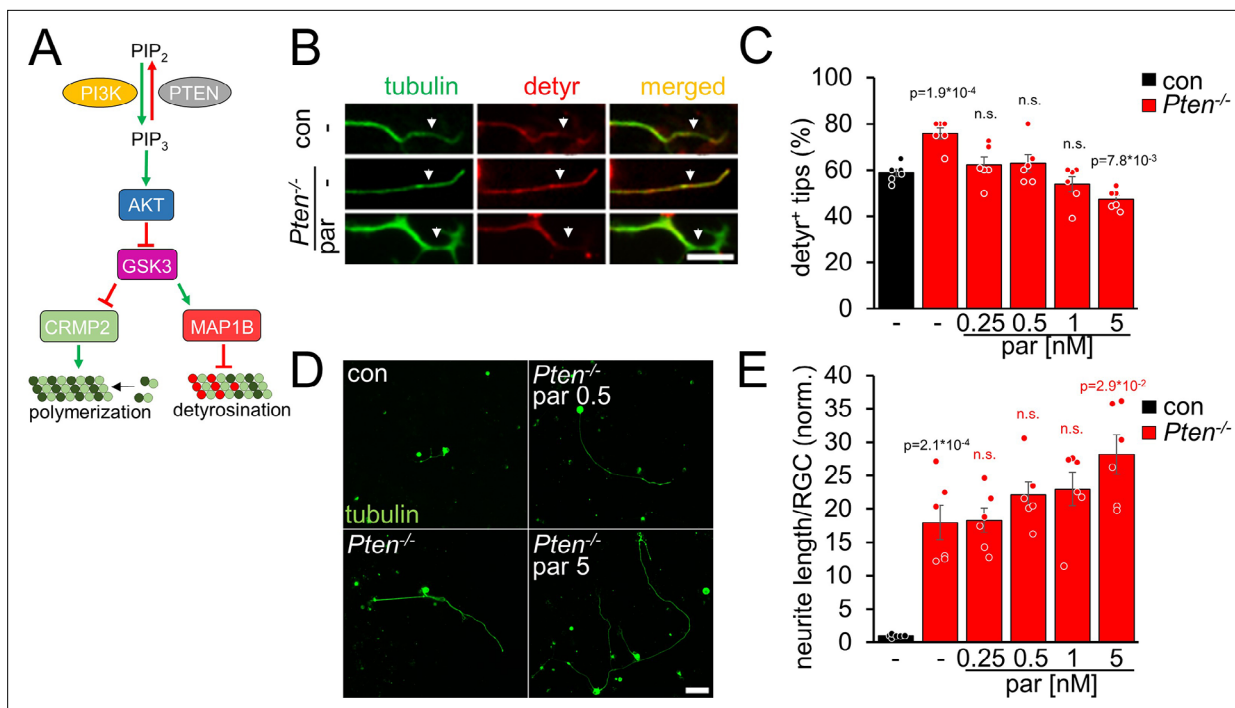 A
PIP2
PI3K
PTEN
PIP3
AKT
GSK3
CRMP2
MAP1B
polymerization
detyrosination
B
tubulin
detyr
merged
con
-
Pten-/-
-
par
C
con
Pten-/-
detyr+ tips (%)
100
80
60
40
20
0
p=1.9*10-4
n.s.
n.s.
n.s.
p=7.8*10-3
-
-
0.25
0.5
1
5
par [nM]
D
con
Pten-/-
par 0.5
tubulin
Pten-/-
Pten-/-
par 5
E
con
Pten-/-
neurite length/RGC (norm.)
40
35
30
25
20
15
10
5
0
p=2.1*10-4
n.s.
n.s.
n.s.
p=2.9*10-2
-
-
0.25
0.5
1
5
par [nM]